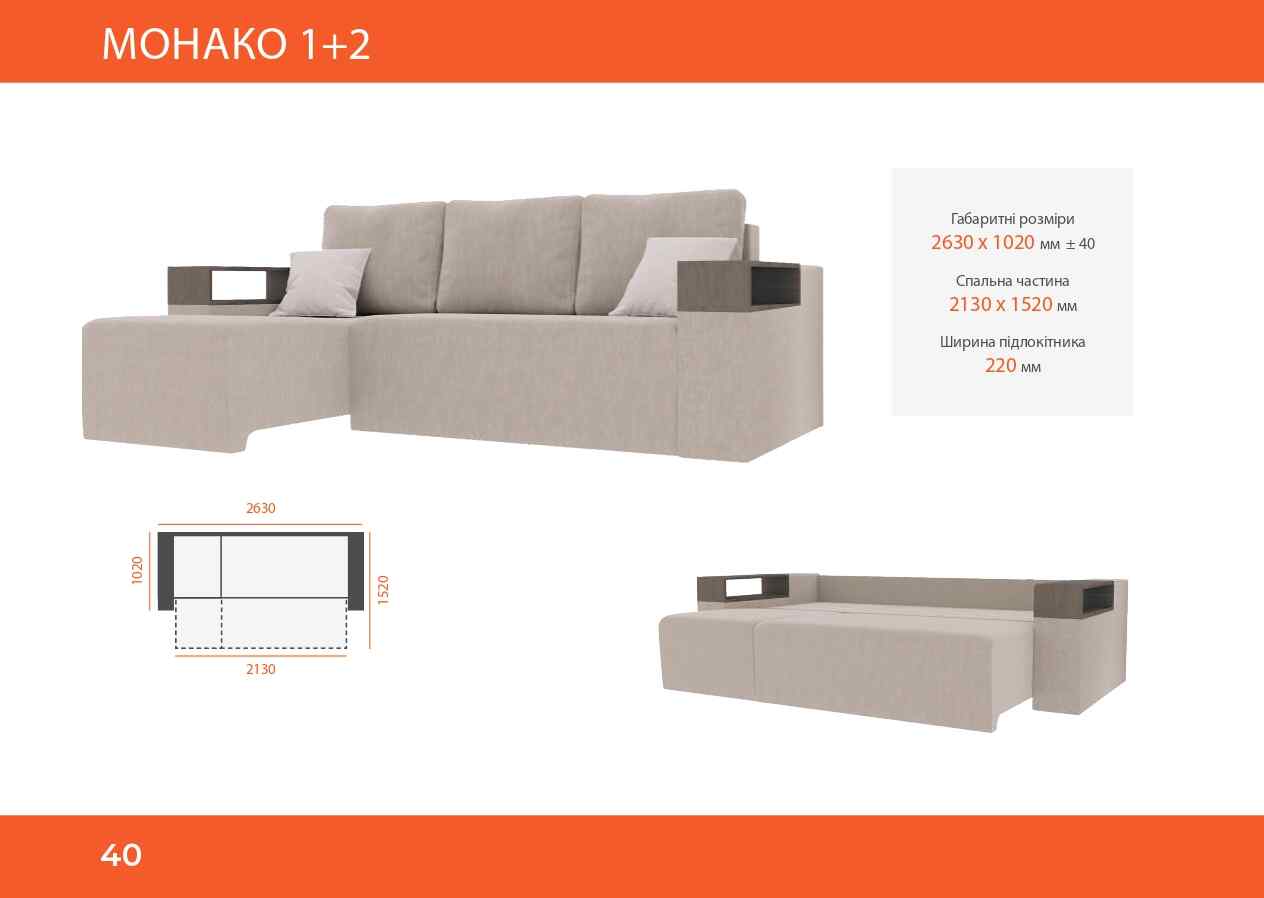 МОНАКО 1+2
Габаритні розміри
2630 x 1020 мм ± 40
Спальна частина
2130 x 1520 мм
Ширина підлокітника
220 мм
2630
1020
1520
2130
40